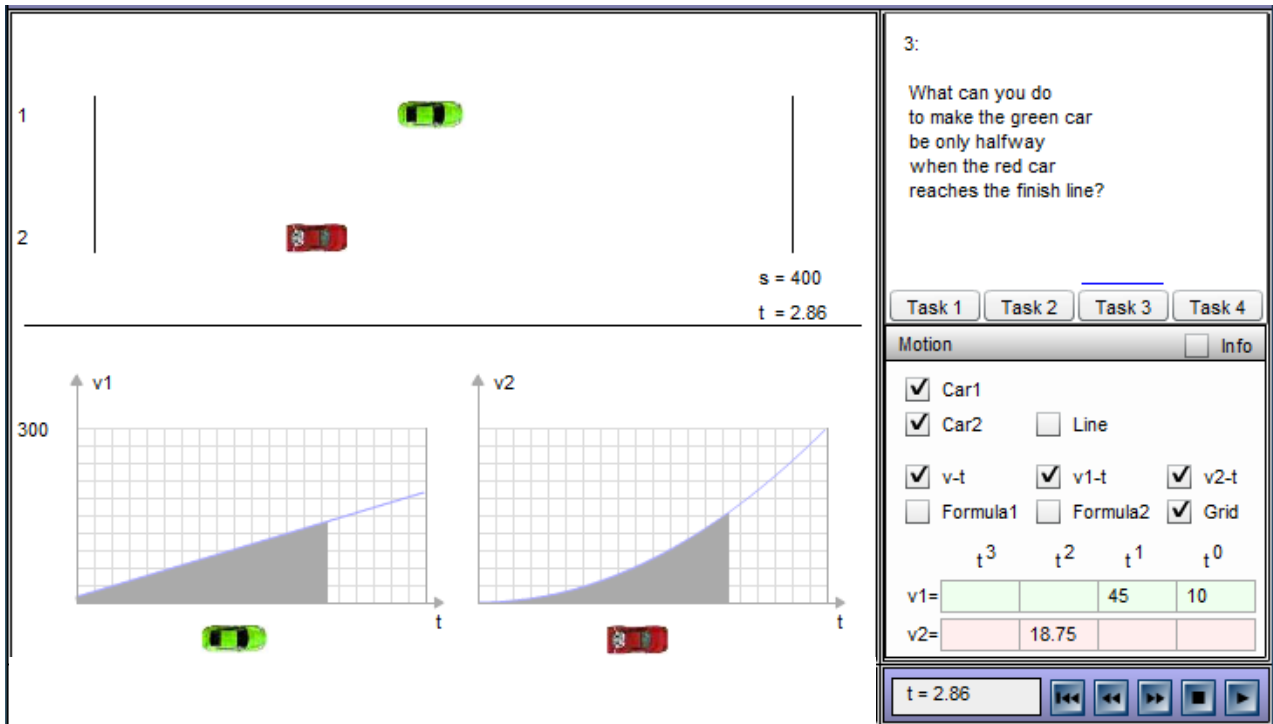 1
2
s = 400
t = 2.86
3:
What can you do
to make the green car
be only halfway
when the red car
reaches the finish line?
Task 1 Task 2 Task 3 Task 4
Motion Info
Car1
Car2 Line
v-t v1-t v2-t
Formula1 Formula2 Grid
t3 t2 t1 t0
v1= 45 10
v2= 18.75
t = 2.86
v1
300
t
v2
t